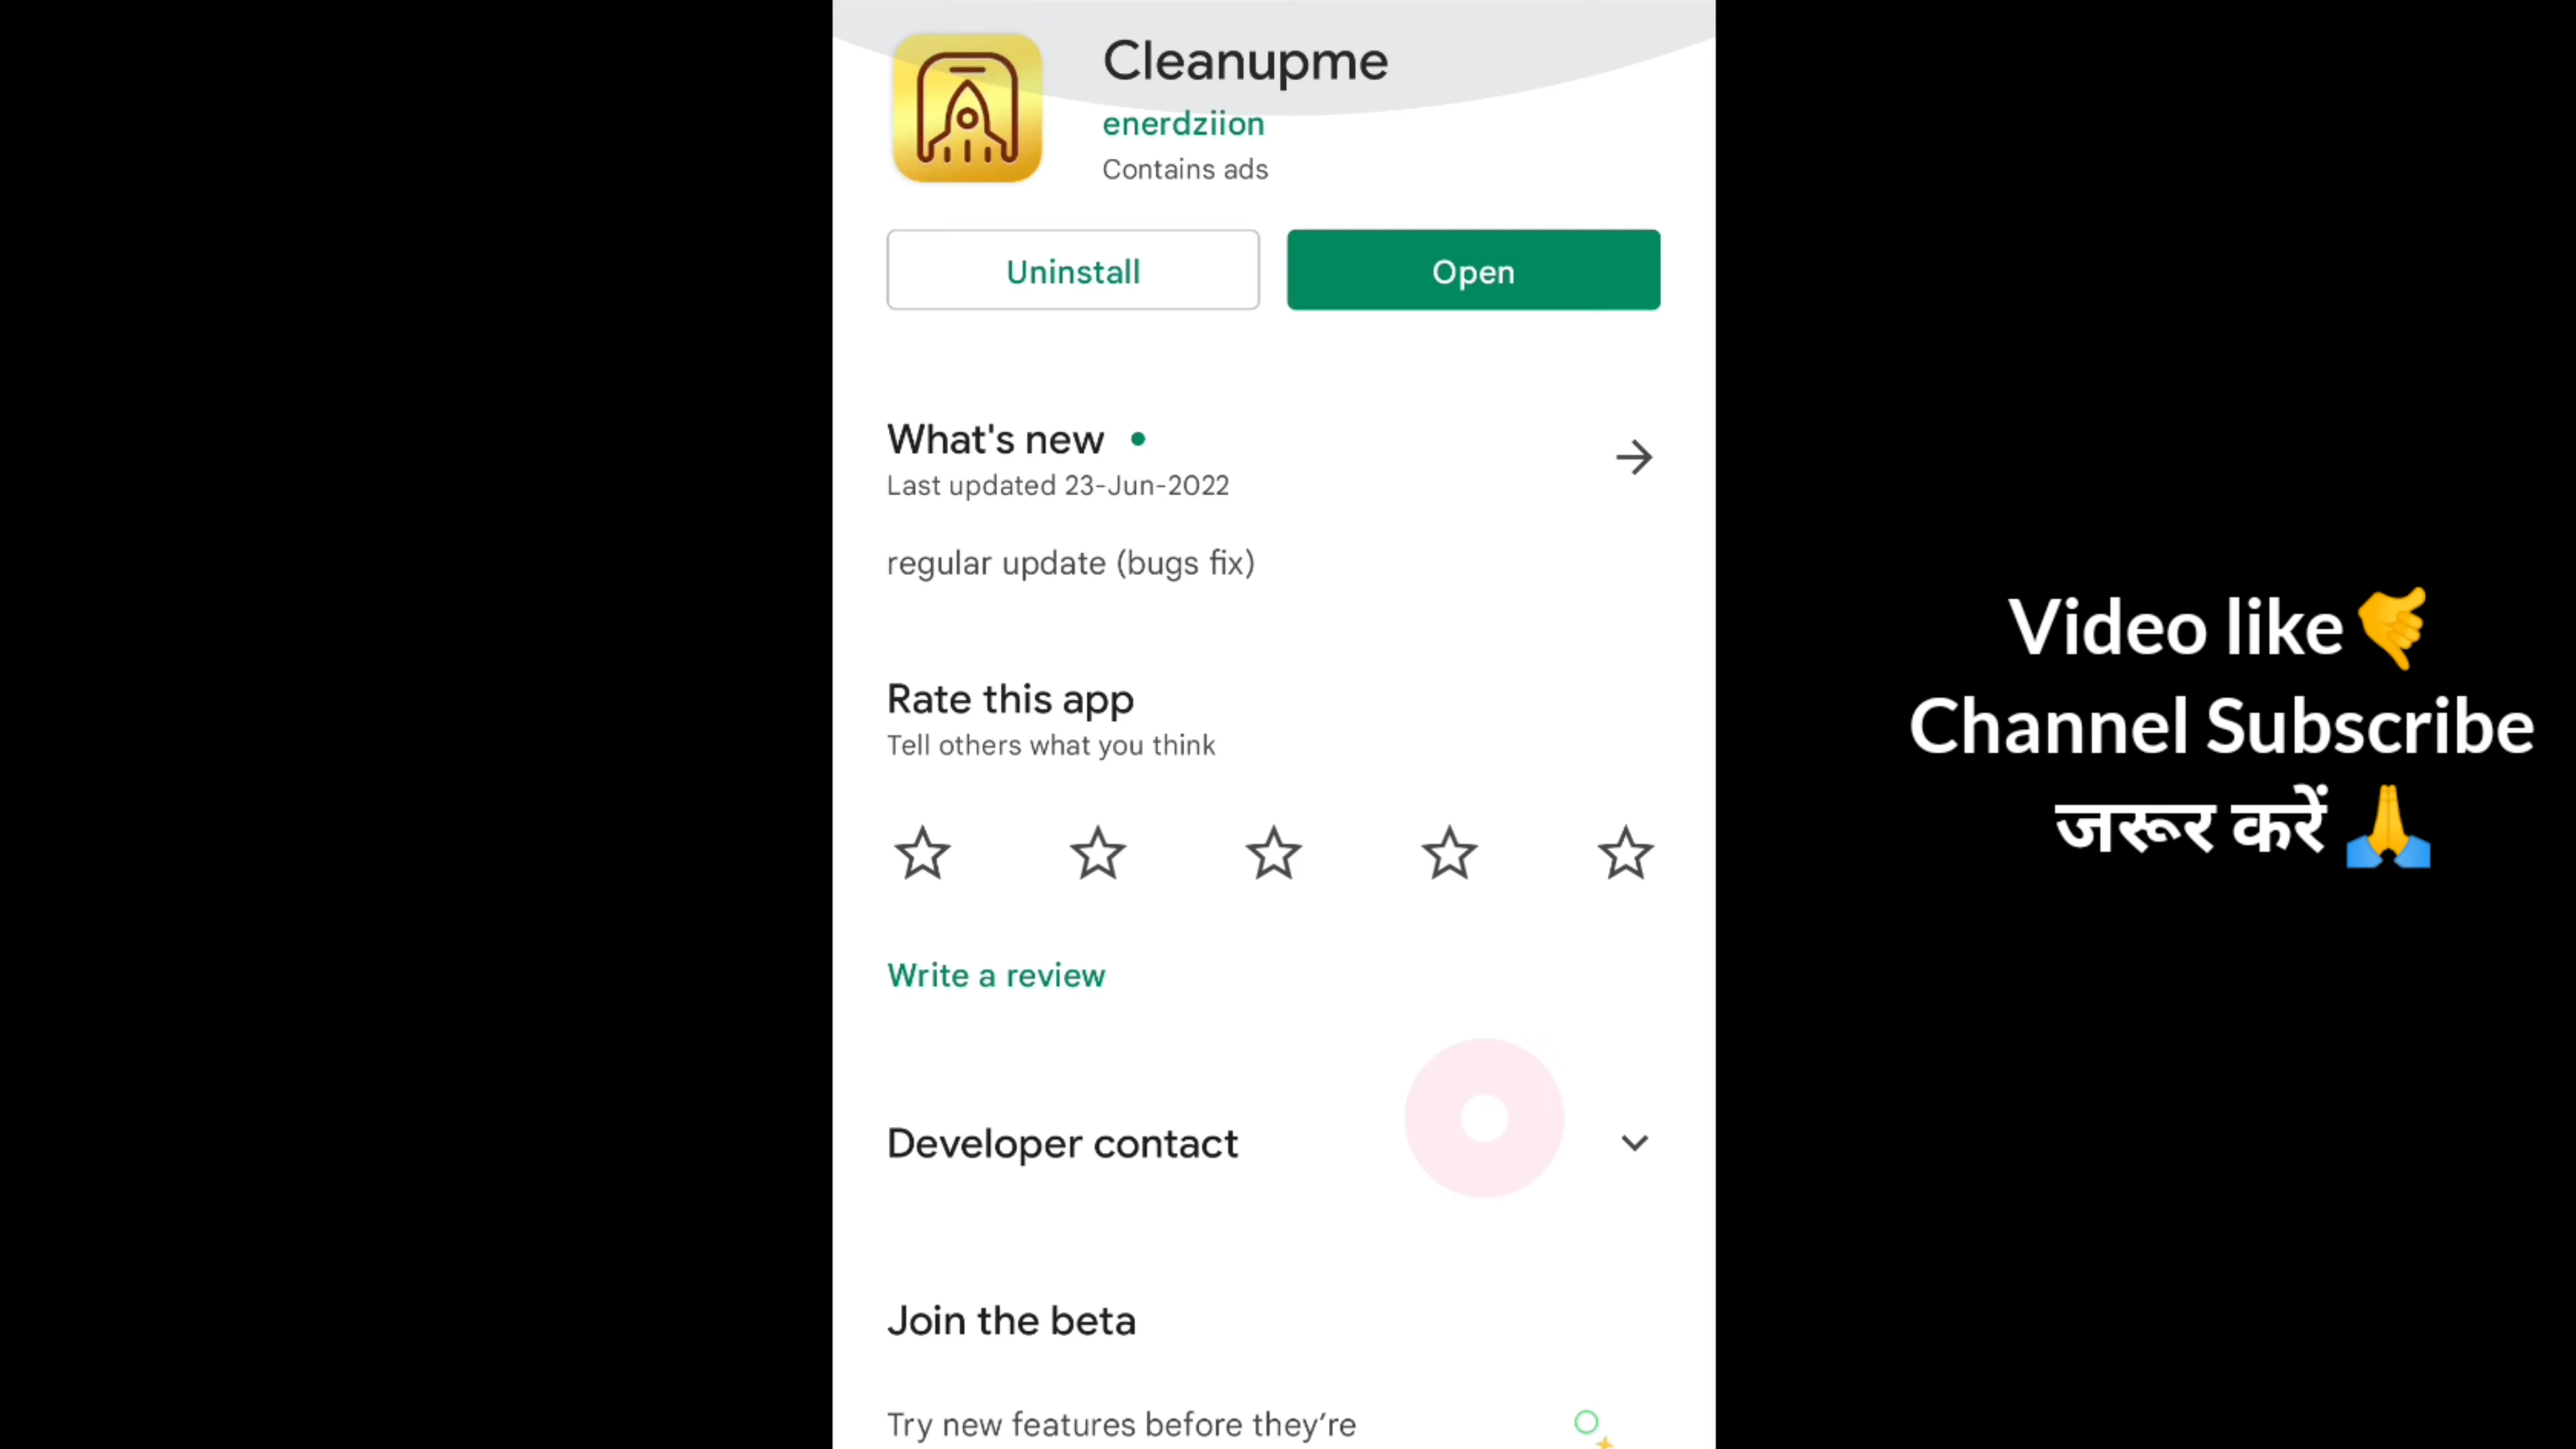 Cleanupme
enerdziion
Contains ads
Uninstall
Open
What's new
Last updated 23-Jun-2022
regular update (bugs fix)
Rate this app
Tell others what you think
Write a review
Developer contact
Join the beta
Try new features before they're
Video like🤙
Channel Subscribe
जरूर करें 🙏